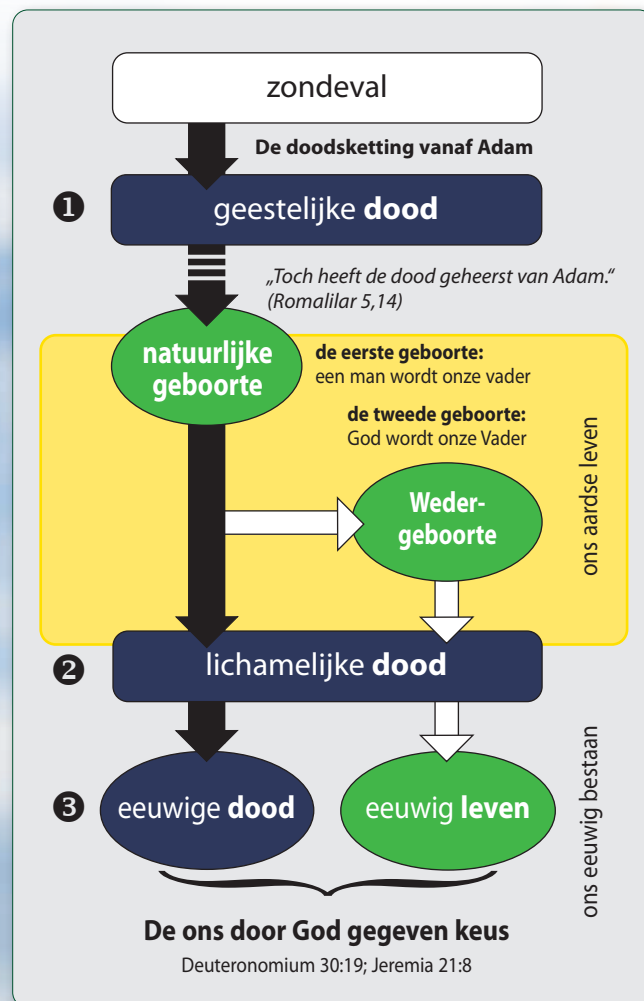 zondeval
De doodsketting vanaf Adam
❶
geestelijke dood
„Toch heeft de dood geheerst van Adam.“
(Romalilar 5,14)
natuurlijke
geboorte
de eerste geboorte:
een man wordt onze vader
de tweede geboorte:
God wordt onze Vader
Weder-
geboorte
ons aardse leven
❷
lichamelijke dood
❸
eeuwige dood
eeuwig leven
ons eeuwig bestaan
De ons door God gegeven keus
Deuteronomium 30:19; Jeremia 21:8